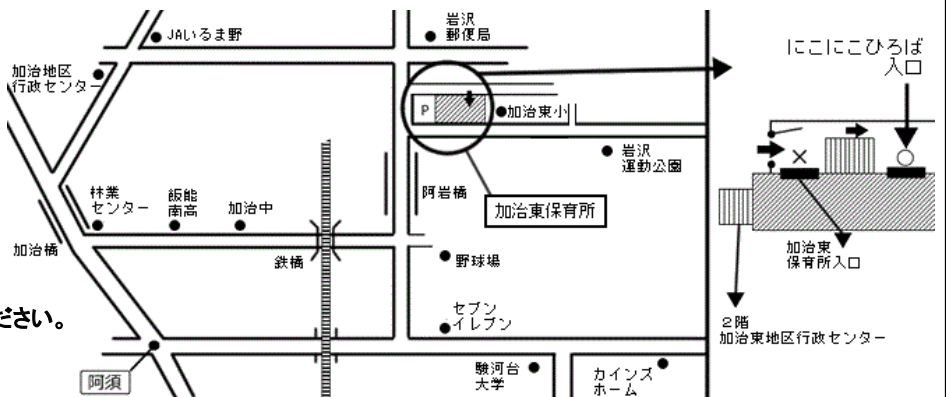 JAいるま野
岩沢
郵便局
加治地区
行政センター
P
加治東小
岩沢
運動公園
林業
センター
飯能
南高
加治中
阿岩橋
加治東保育所
加治橋
鉄橋
野球場
セブン
イレブン
ださい。
阿須
駿河台
大学
カインズ
ホーム
にこにこひろば
入口
加治東
保育所入口
2階
加治東地区行政センター